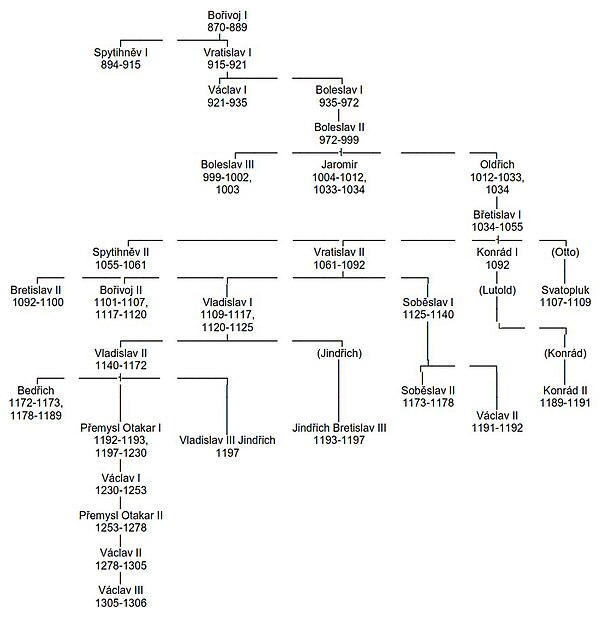 Bořivoj I
870-889
Spytihněv I
894-915
Vratislav I
915-921
Václav I
921-935
Boleslav I
935-972
Boleslav II
972-999
Boleslav III
999-1002,
1003
Jaromír
1004-1012,
1033-1034
Oldřich
1012-1033,
1034
Břetislav I
1034-1055
Spytihněv II
1055-1061
Vratislav II
1061-1092
Konrád I
1092
(Otto)
Bretislav II
1092-1100
Bořivoj II
1101-1107,
1117-1120
Vladislav I
1109-1117,
1120-1125
Soběslav I
1125-1140
(Lutold)
Svatopluk
1107-1109
Vladislav II
1140-1172
(Jindřich)
(Konrád)
Bedřich
1172-1173,
1178-1189
Soběslav II
1173-1178
Konrád II
1189-1191
Přemysl Otakar I
1192-1193,
1197-1230
Vladislav III Jindřich
1197
Jindřich Bretislav III
1193-1197
Václav II
1191-1192
Václav I
1230-1253
Přemysl Otakar II
1253-1278
Václav II
1278-1305
Václav III
1305-1306